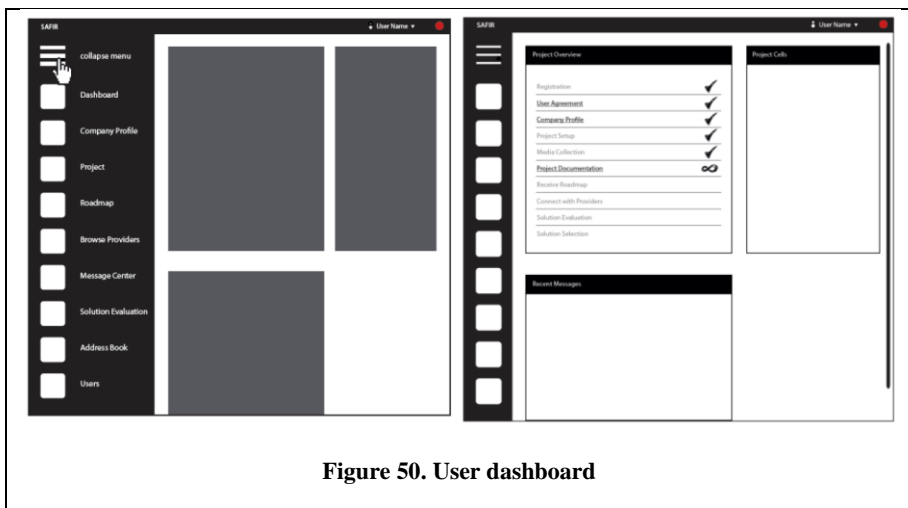 SAFIR
User Name
collapse menu
Dashboard
Company Profile
Project
Roadmap
Browse Providers
Message Center
Solution Evaluation
Address Book
Users
SAFIR
User Name
Project Overview
Registration
User Agreement
Company Profile
Project Setup
Media Collection
Project Documentation
Receive Roadmap
Connect with Providers
Solution Evaluation
Solution Selection
Project Cells
Recent Messages
Figure 50. User dashboard